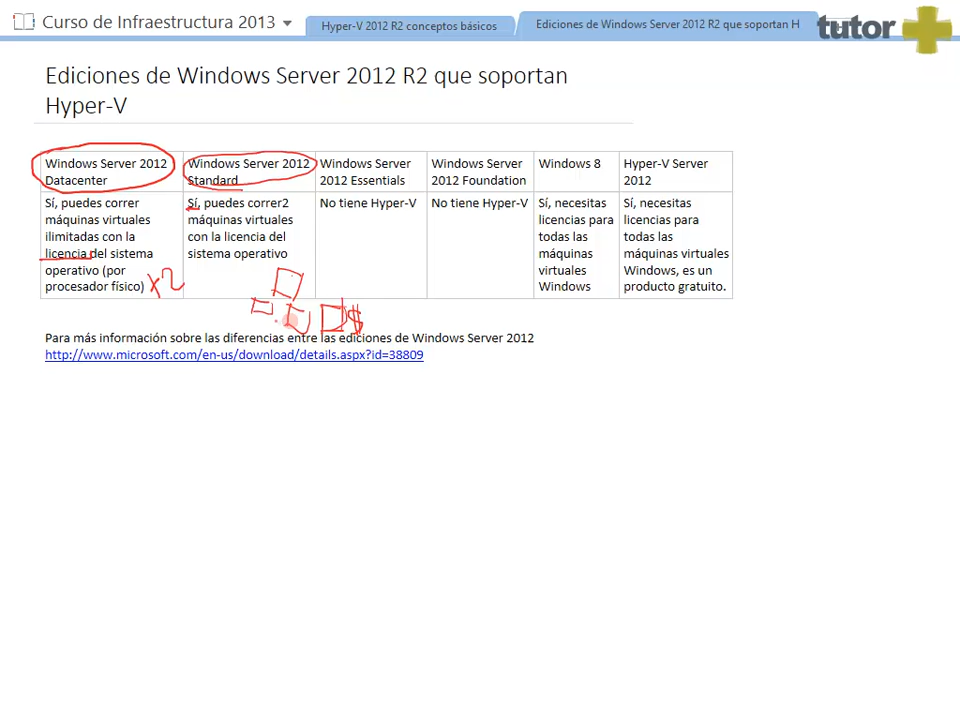 Curso de Infraestructura 2013
Hyper-V 2012 R2 conceptos básicos
Ediciones de Windows Server 2012 R2 que soportan H
tutor
Ediciones de Windows Server 2012 R2 que soportan
Hyper-V
Windows Server 2012
Datacenter
Windows Server 2012
Standard
Windows Server
2012 Essentials
Windows Server
2012 Foundation
Windows 8
Hyper-V Server
2012
Sí, puedes correr
máquinas virtuales
ilimitadas con la
licencia del sistema
operativo (por
procesador físico)
x2
Sí, puedes correr2
máquinas virtuales
con la licencia del
sistema operativo
No tiene Hyper-V
No tiene Hyper-V
Sí, necesitas
licencias para
todas las
máquinas
virtuales
Windows
Sí, necesitas
licencias para
todas las
máquinas virtuales
Windows, es un
producto gratuito.
$
Para más información sobre las diferencias entre las ediciones de Windows Server 2012
http://www.microsoft.com/en-us/download/details.aspx?id=38809